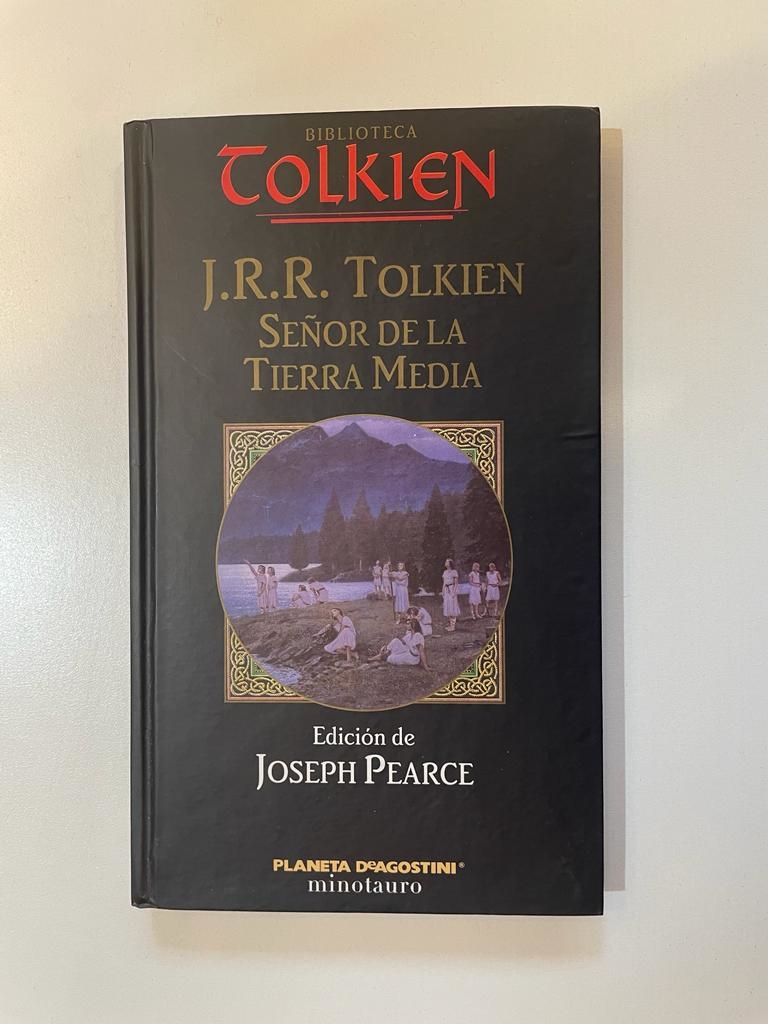 BIBLIOTECA
TOLKIEN
J.R.R. TOLKIEN
SEÑOR DE LA
TIERRA MEDIA
Edición de
JOSEPH PEARCE
PLANETA DeAGOSTINI®
minotauro